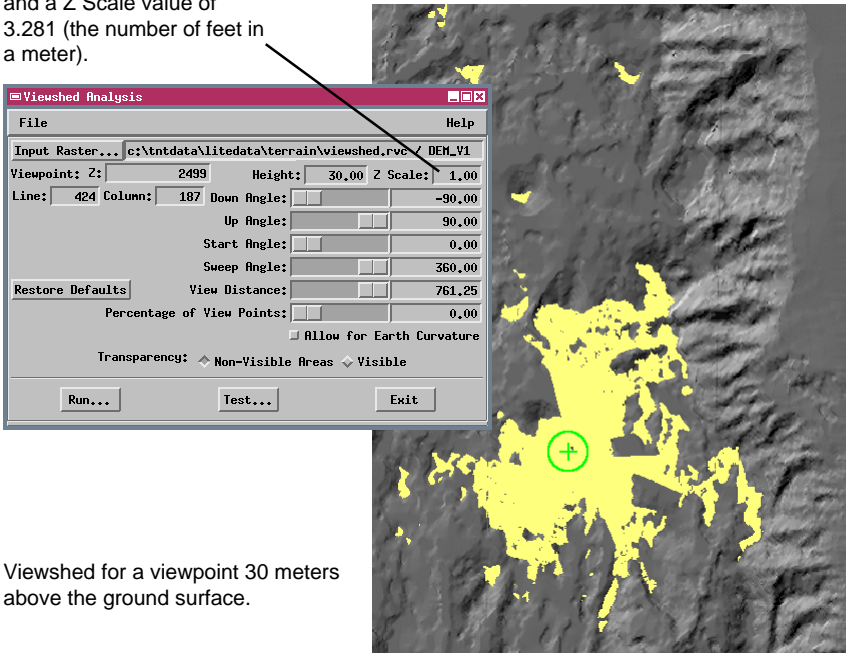 and a Z Scale value of
3.281 (the number of feet in
a meter).
Viewshed Analysis
File Help
Input Raster... c:\tntdata\litedata\terrain\viewshed.rvc / DEM_V1
Viewpoint: Z: 2499 Height: 30.00 Z Scale: 1.00
Line: 424 Column: 187 Down Angle: -90.00
Up Angle: 90.00
Start Angle: 0.00
Sweep Angle: 360.00
Restore Defaults View Distance: 761.25
Percentage of View Points: 0.00
Allow for Earth Curvature
Transparency: Non-Visible Areas Visible
Run... Test... Exit
Viewshed for a viewpoint 30 meters
above the ground surface.